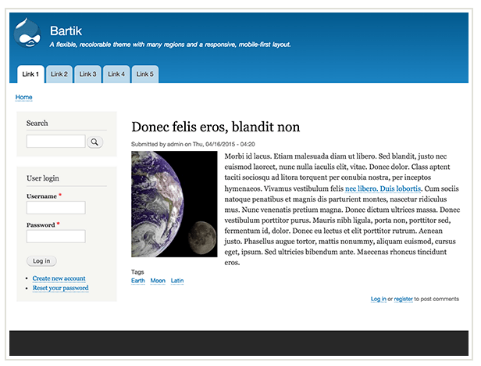 Bartik
A flexible, recolorable theme with many regions and a responsive, mobile-first layout.
Link 1 Link 2 Link 3 Link 4 Link 5
Home
Search
User login
Username *
Password *
Log in
Create new account
Reset your password
Donec felis eros, blandit non
Submitted by admin on Thu, 04/16/2015 - 04:20
Morbi id lacus. Etiam malesuada diam ut libero. Sed blandit, justo nec
euismod laoreet, nunc nulla iaculis elit, vitae. Donec dolor. Class aptent
taciti sociosqu ad litora torquent per conubia nostra, per inceptos
hymenaeos. Vivamus vestibulum felis nec libero. Duis lobortis. Cum sociis
natoque penatibus et magnis dis parturient montes, nascetur ridiculus
mus. Nunc venenatis pretium magna. Donec dictum ultrices massa. Donec
vestibulum porttitor purus. Mauris nibh ligula, porta non, porttitor sed,
fermentum id, dolor. Donec eu lectus et elit porttitor rutrum. Aenean
justo. Phasellus augue tortor, mattis nonummy, aliquam euismod, cursus
eget, ipsum. Sed ultricies bibendum ante. Maecenas rhoncus tincidunt
eros.
Tags
Earth Moon Latin
Log in or register to post comments